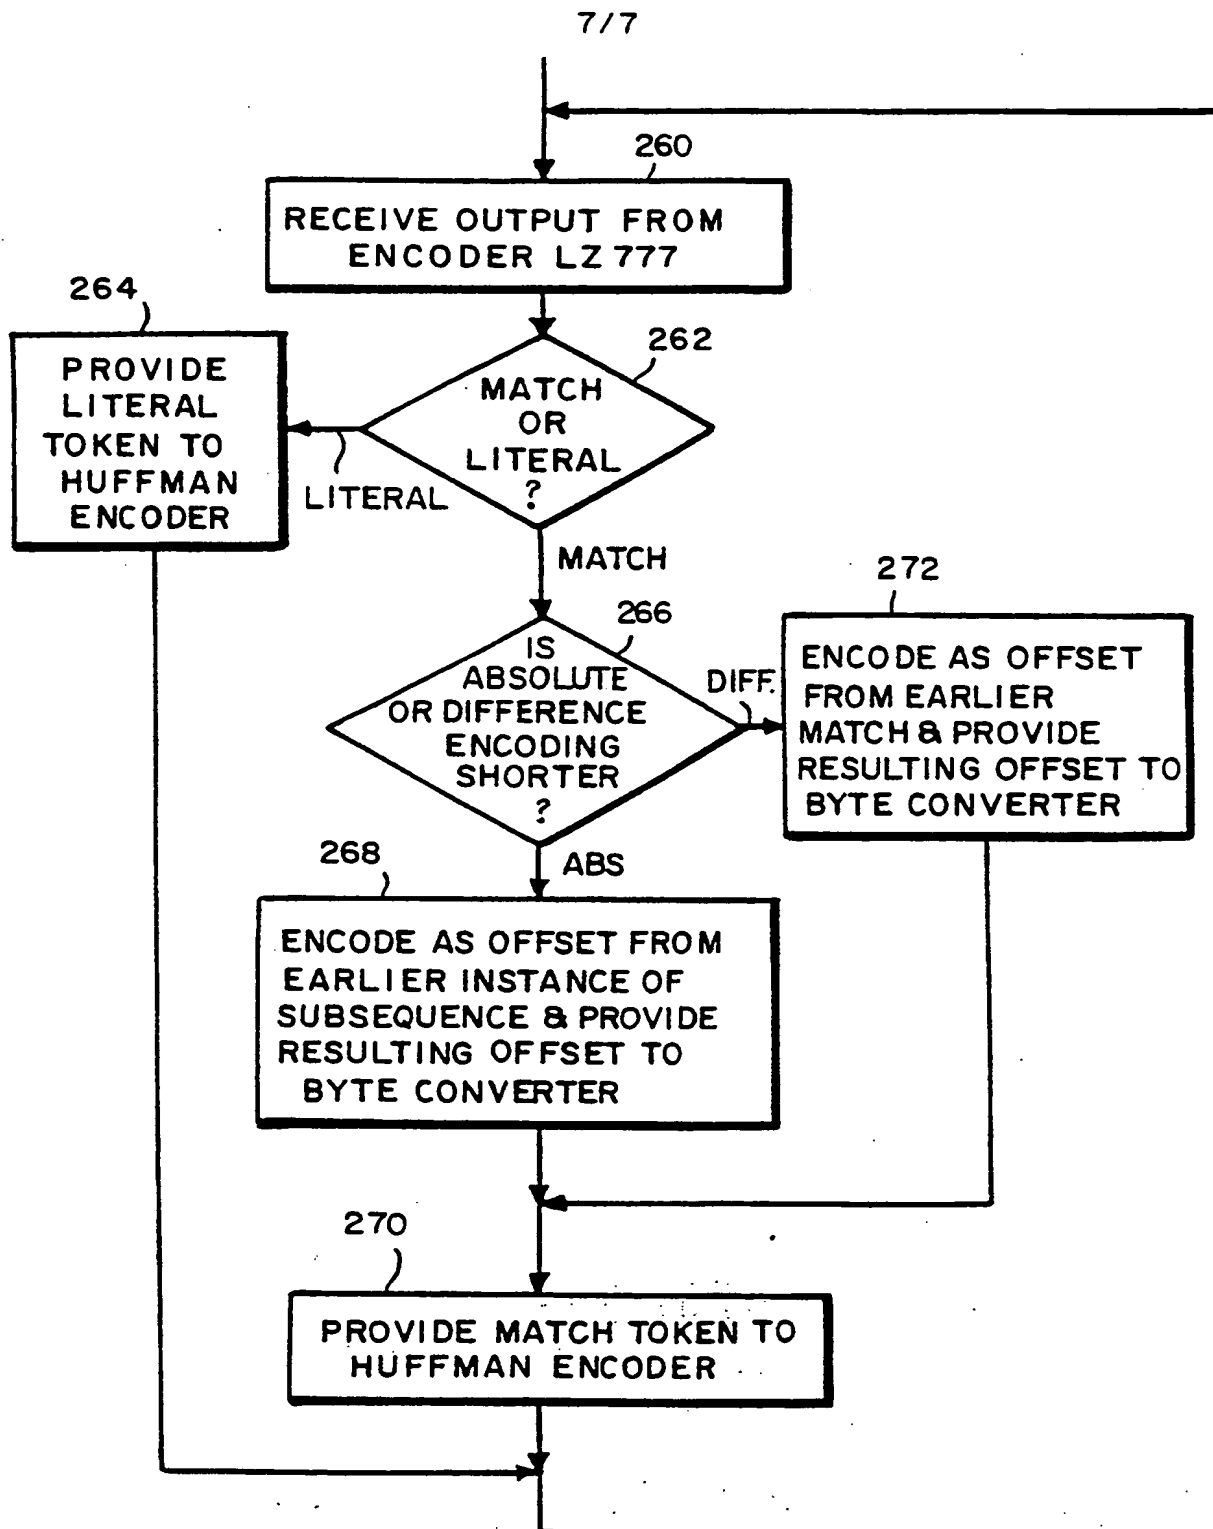 7/7
260
RECEIVE OUTPUT FROM
ENCODER LZ 777
264
PROVIDE
LITERAL
TOKEN TO
HUFFMAN
ENCODER
262
MATCH
OR
LITERAL
?
LITERAL
MATCH
266
IS
ABSOLUTE
OR DIFFERENCE
ENCODING
SHORTER
?
DIFF.
272
ENCODE AS OFFSET
FROM EARLIER
MATCH & PROVIDE
RESULTING OFFSET TO
BYTE CONVERTER
ABS
268
ENCODE AS OFFSET FROM
EARLIER INSTANCE OF
SUBSEQUENCE & PROVIDE
RESULTING OFFSET TO
BYTE CONVERTER
270
PROVIDE MATCH TOKEN TO
HUFFMAN ENCODER